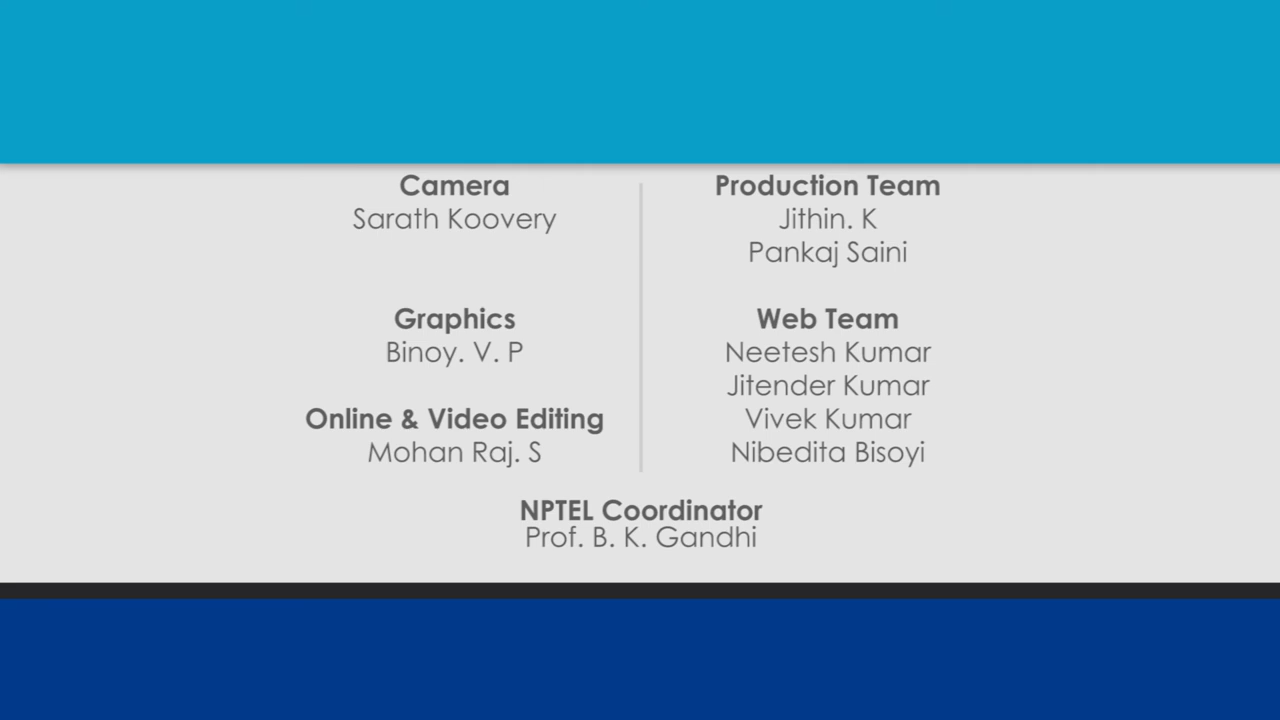 Camera
Sarath Koovery
Graphics
Binoy. V. P
Online & Video Editing
Mohan Raj. S
Production Team
Jithin. K
Pankaj Saini
Web Team
Neetesh Kumar
Jitender Kumar
Vivek Kumar
Nibedita Bisoyi
NPTEL Coordinator
Prof. B. K. Gandhi